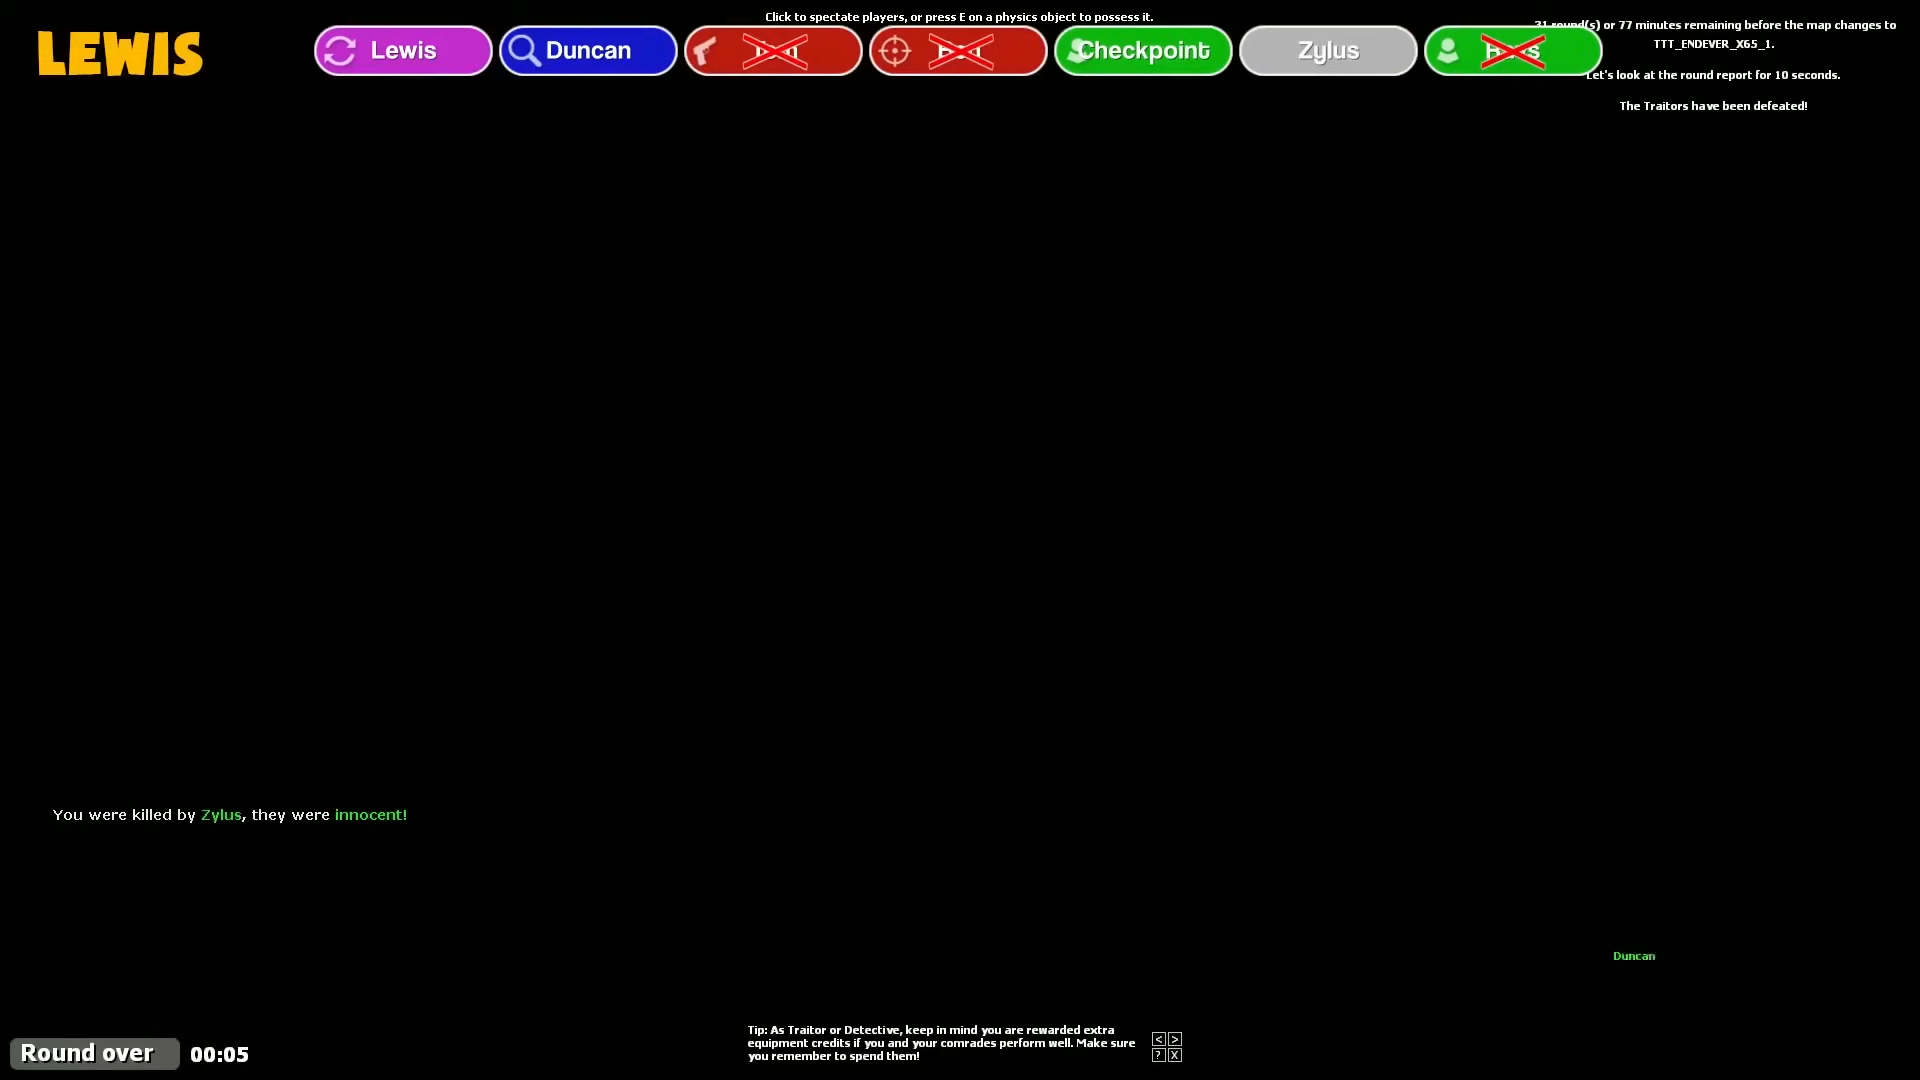 Click to spectate players, or press E on a physics object to possess it.
LEWIS
Lewis
Duncan
Checkpoint
Zylus
31 round(s) or 77 minutes remaining before the map changes to
TTT_ENDEVER_X65_1.
Let's look at the round report for 10 seconds.
The Traitors have been defeated!
You were killed by Zylus, they were innocent!
Duncan
Tip: As Traitor or Detective, keep in mind you are rewarded extra
equipment credits if you and your comrades perform well. Make sure
you remember to spend them!
< >
? X
Round over 00:05